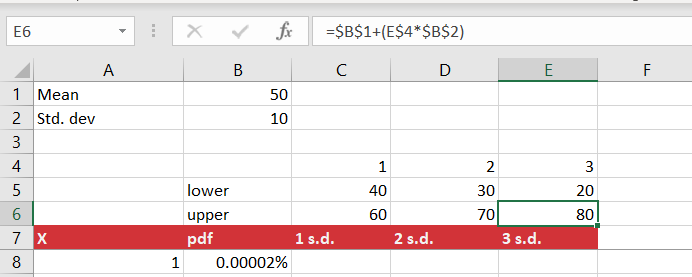 E6 fx =$B$1+(E$4*$B$2)
A B C D E F
1 Mean 50
2 Std. dev 10
3
4 1 2 3
5 lower 40 30 20
6 upper 60 70 80
7 X pdf 1 s.d. 2 s.d. 3 s.d.
8 1 0.00002%